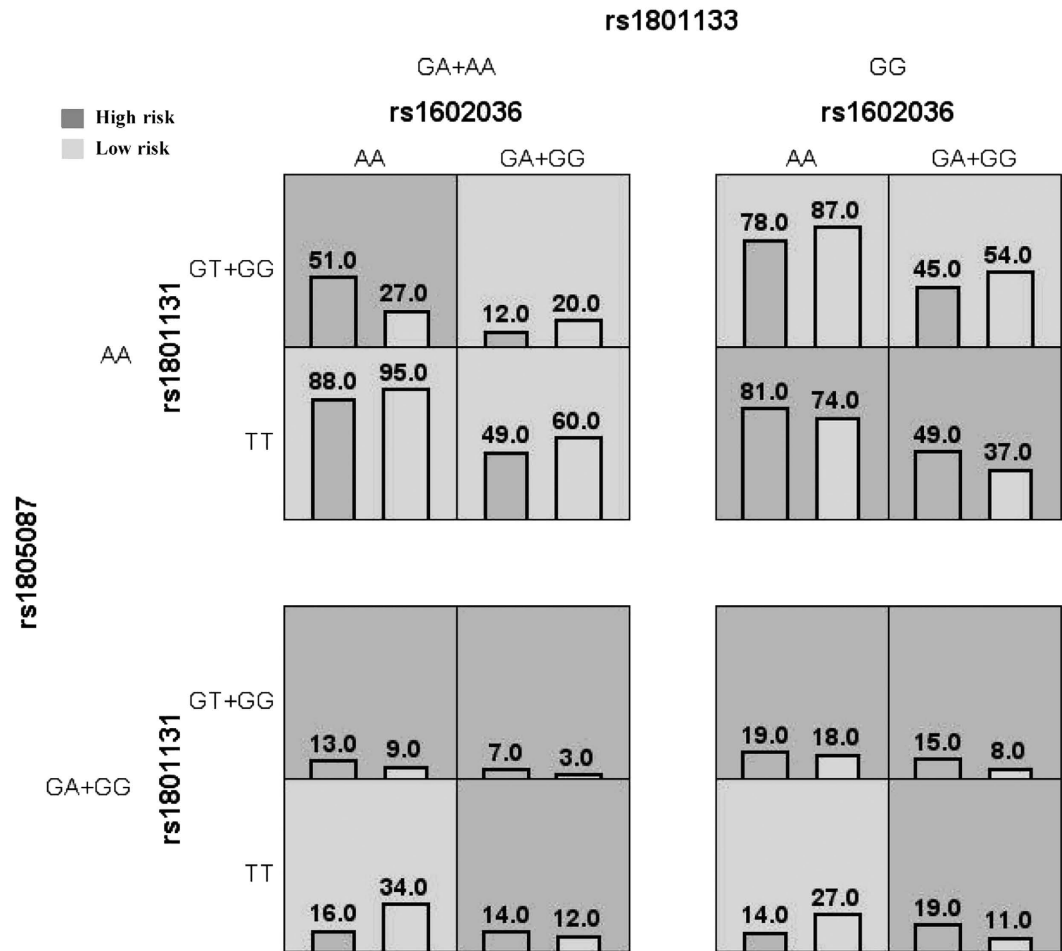 rs1801133
GA+AA GG
rs1602036 rs1602036
High risk
Low risk
AA GA+GG AA GA+GG
GT+GG
51.0 27.0 12.0 20.0 78.0 87.0 45.0 54.0
AA
rs1801131
TT
88.0 95.0 49.0 60.0 81.0 74.0 49.0 37.0
rs1805087
GT+GG
13.0 9.0 7.0 3.0 19.0 18.0 15.0 8.0
GA+GG
rs1801131
TT
16.0 34.0 14.0 12.0 14.0 27.0 19.0 11.0